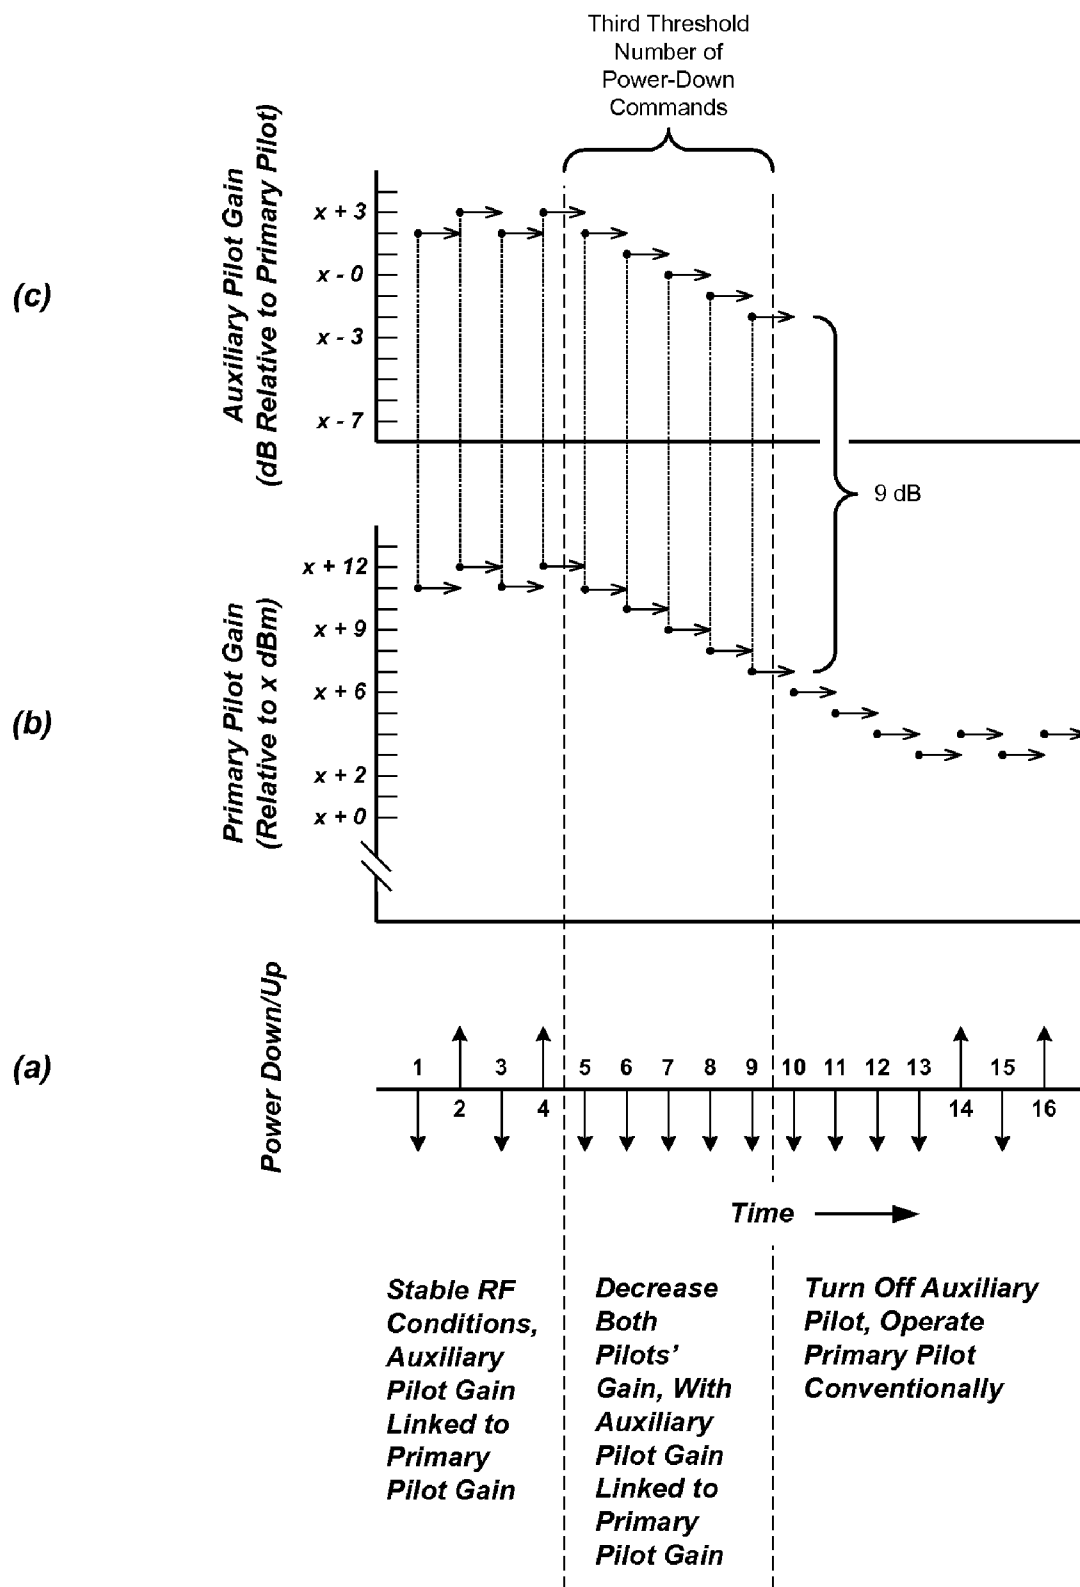 Third Threshold
Number of
Power-Down
Commands
(c)
Auxiliary Pilot Gain
(dB Relative to Primary Pilot)
x + 3
x - 0
x - 3
x - 7
9 dB
(b)
Primary Pilot Gain
(Relative to x dBm)
x + 12
x + 9
x + 6
x + 2
x + 0
(a)
Power Down/Up
1 3 5 6 7 8 9 10 11 12 13 15
2 4 14 16
Time
Stable RF
Conditions,
Auxiliary
Pilot Gain
Linked to
Primary
Pilot Gain
Decrease
Both
Pilots'
Gain, With
Auxiliary
Pilot Gain
Linked to
Primary
Pilot Gain
Turn Off Auxiliary
Pilot, Operate
Primary Pilot
Conventionally